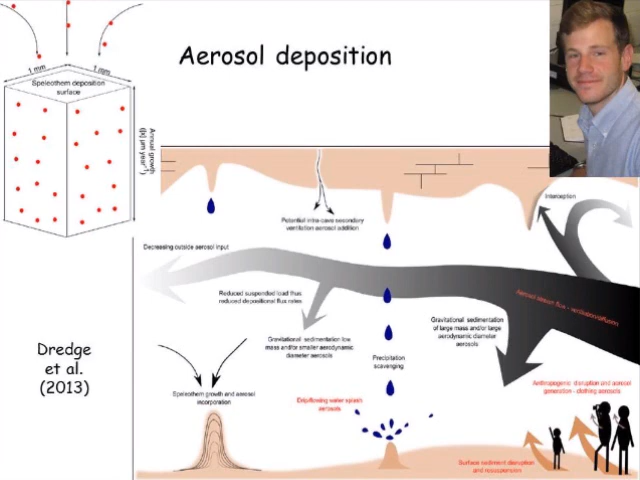 Aerosol deposition
1 mm
1 mm
Speleothem deposition
surface
Annual growth
Potential intra-cave secondary
ventilation aerosol addition
Interception
Decreasing outside aerosol input
Reduced suspended load thus
reduced depositional flux rates
Gravitational sedimentation
of large mass and/or large
aerodynamic diameter
aerosols
Gravitational sedimentation low
mass and/or smaller aerodynamic
diameter aerosols
Precipitation
scavenging
Dredge
et al.
(2013)
Speleothem growth and aerosol
incorporation
Drip/flowing water splash
aerosols
Anthropogenic disruption and aerosol
generation - clothing aerosols
Surface sediment disruption
and resuspension